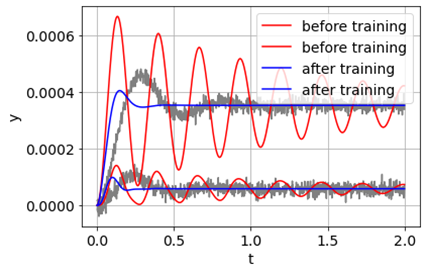 before training
before training
after training
after training
0.0006
0.0004
0.0002
0.0000
y
0.0
0.5
1.0
1.5
2.0
t